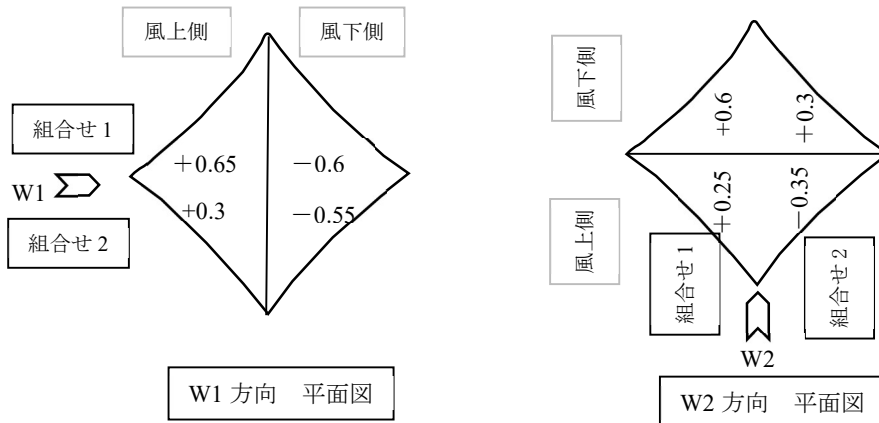 風上側 風下側
組合せ 1
W1
組合せ 2
＋0.65 －0.6
+0.3 －0.55
W1 方向　平面図
風下側
風上側
+0.6 +0.3
+0.25 －0.35
組合せ 1
組合せ 2
W2
W2 方向　平面図